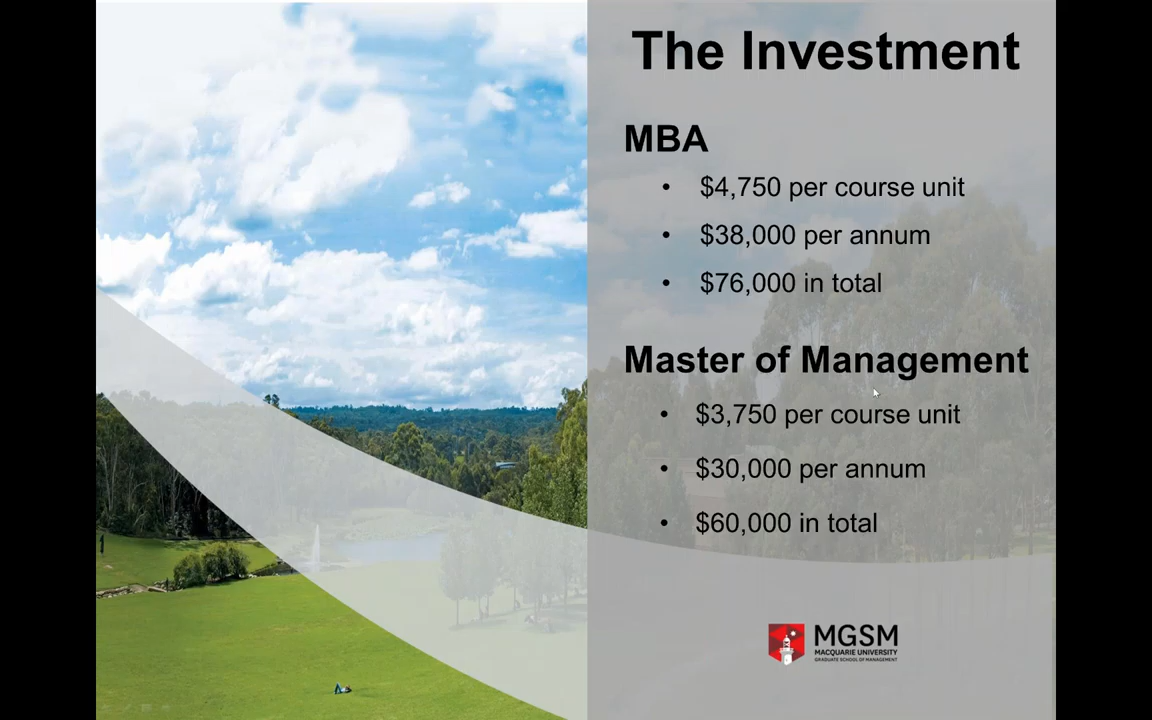 The Investment
MBA
• $4,750 per course unit
• $38,000 per annum
• $76,000 in total
Master of Management
• $3,750 per course unit
• $30,000 per annum
• $60,000 in total
MGSM
MACQUARIE UNIVERSITY
GRADUATE SCHOOL OF MANAGEMENT